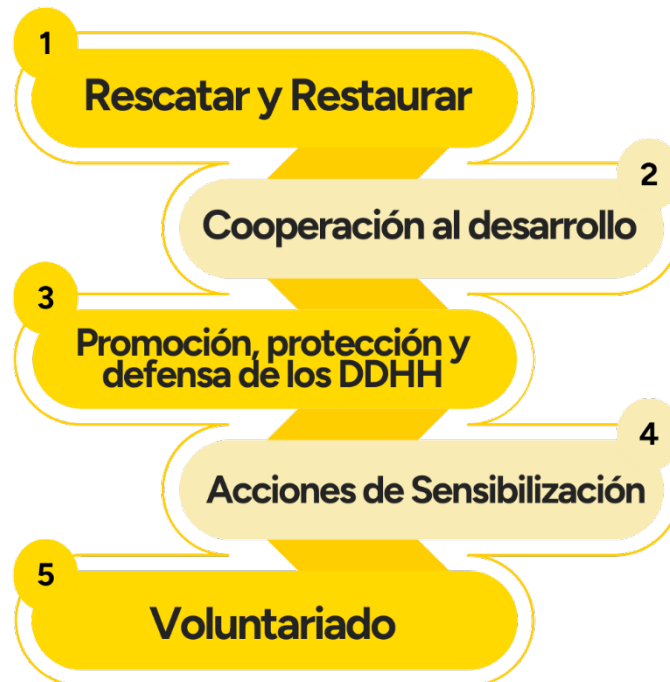 1
Rescatar y Restaurar
2
Cooperación al desarrollo
3
Promoción, protección y
defensa de los DDHH
4
Acciones de Sensibilización
5
Voluntariado